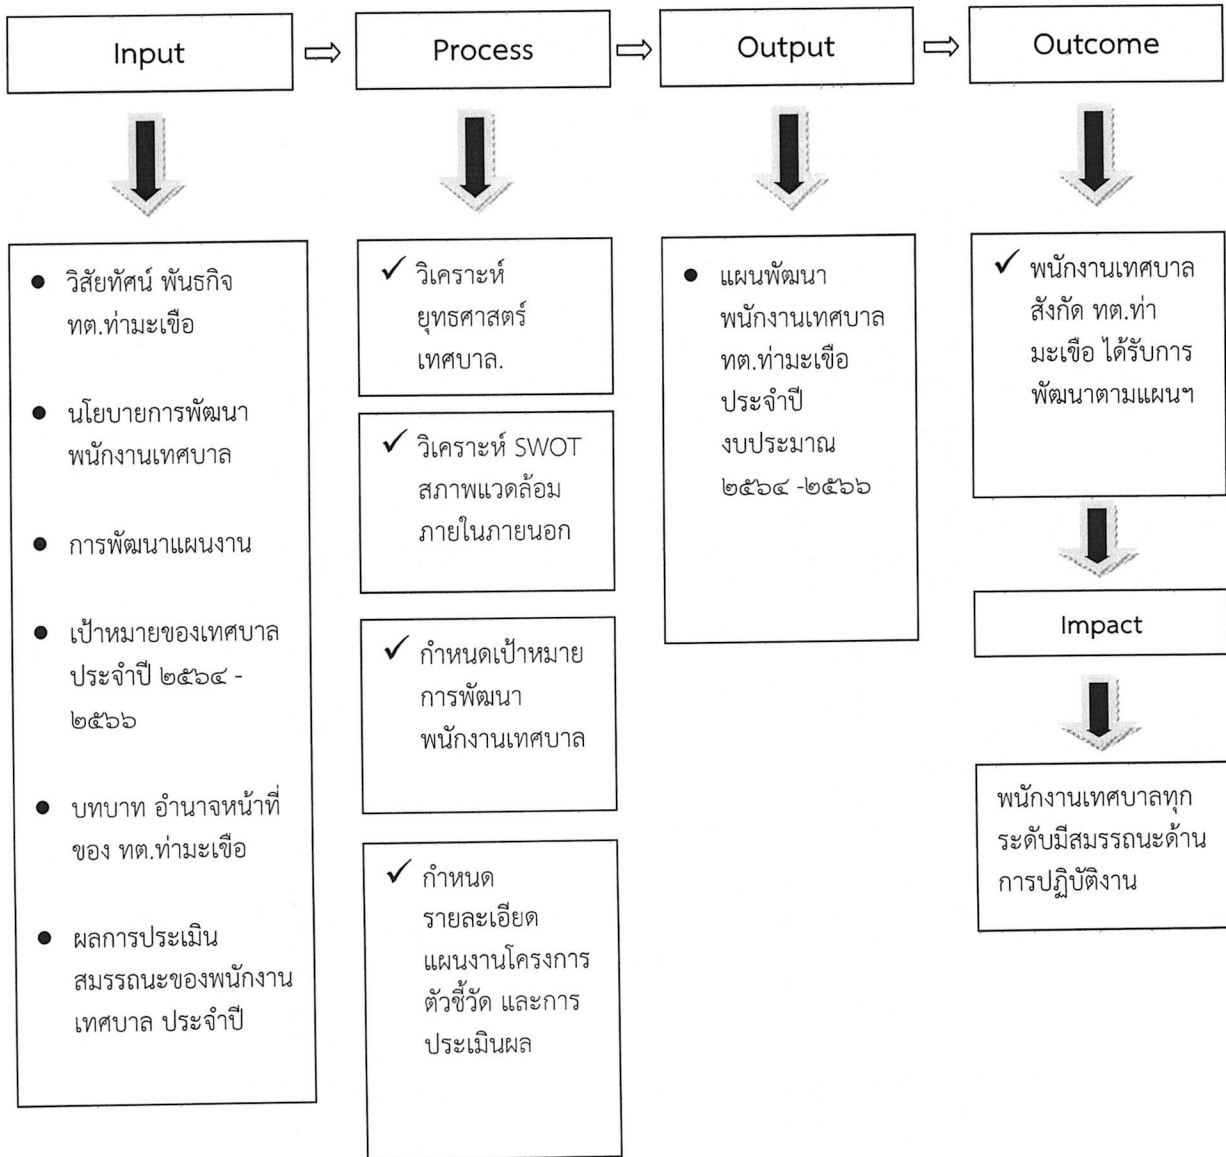 Input
Process
Output
Outcome
● วิสัยทัศน์ พันธกิจ
ทต.ท่ามะเขือ
● นโยบายการพัฒนา
พนักงานเทศบาล
● การพัฒนาแผนงาน
● เป้าหมายของเทศบาล
ประจำปี ๒๕๖๔ -
๒๕๖๖
● บทบาท อำนาจหน้าที่
ของ ทต.ท่ามะเขือ
● ผลการประเมิน
สมรรถนะของพนักงาน
เทศบาล ประจำปี
✓ วิเคราะห์
ยุทธศาสตร์
เทศบาล.
✓ วิเคราะห์ SWOT
สภาพแวดล้อม
ภายในภายนอก
✓ กำหนดเป้าหมาย
การพัฒนา
พนักงานเทศบาล
✓ กำหนด
รายละเอียด
แผนงานโครงการ
ตัวชี้วัด และการ
ประเมินผล
● แผนพัฒนา
พนักงานเทศบาล
ทต.ท่ามะเขือ
ประจำปี
งบประมาณ
๒๕๖๔ -๒๕๖๖
✓ พนักงานเทศบาล
สังกัด ทต.ท่า
มะเขือ ได้รับการ
พัฒนาตามแผนฯ
Impact
พนักงานเทศบาลทุก
ระดับมีสมรรถนะด้าน
การปฏิบัติงาน